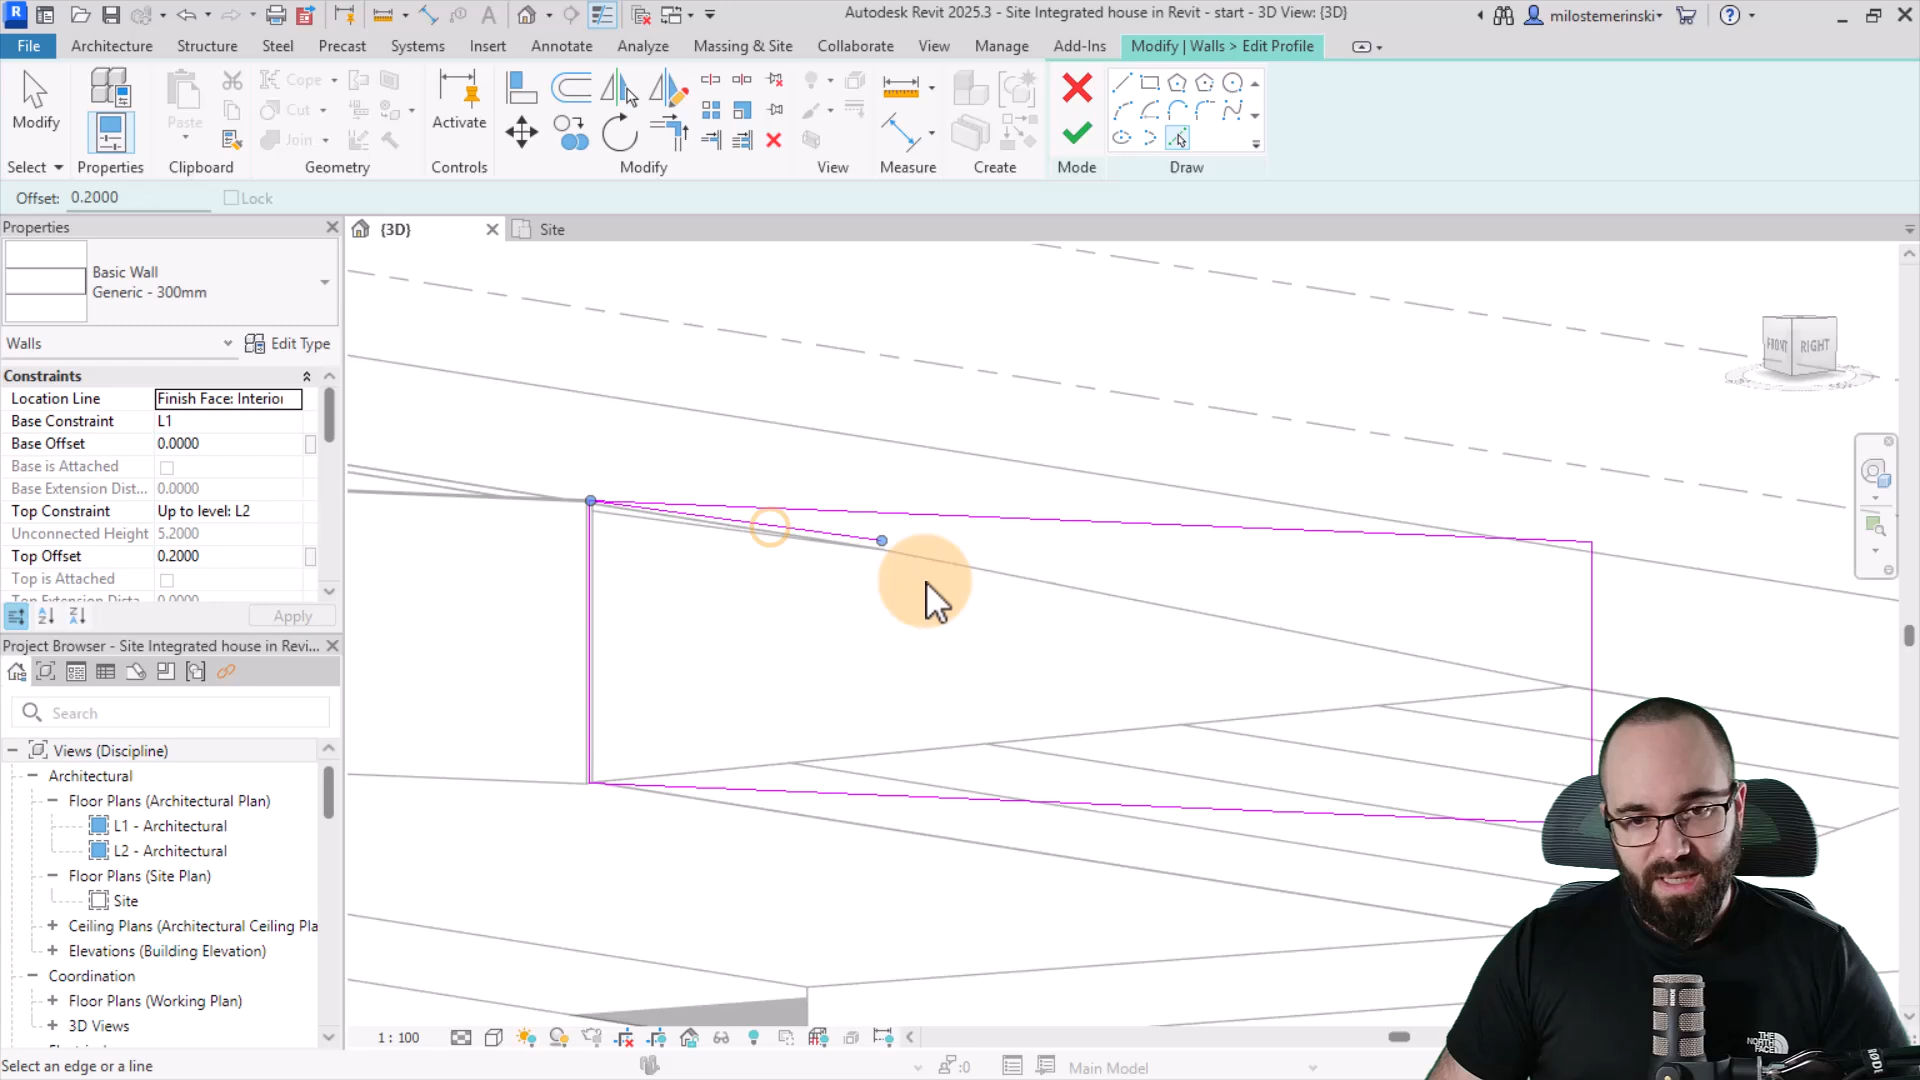 Autodesk Revit 2025.3 - Site Integrated house in Revit - start - 3D View: {3D}
milostemerinski
File
Architecture
Structure
Steel
Precast
Systems
Insert
Annotate
Analyze
Massing & Site
Collaborate
View
Manage
Add-Ins
Modify | Walls > Edit Profile
Modify
Paste
Cope
Cut
Join
Activate
Select
Properties
Clipboard
Geometry
Controls
Modify
View
Measure
Create
Mode
Draw
Offset: 0.2000
Lock
Properties
{3D}
Site
Basic Wall
Generic - 300mm
Walls
Edit Type
Constraints
Location Line Finish Face: Interior
Base Constraint L1
Base Offset 0.0000
Base is Attached
Base Extension Dist... 0.0000
Top Constraint Up to level: L2
Unconnected Height 5.2000
Top Offset 0.2000
Top is Attached
Apply
FRONT RIGHT
Project Browser - Site Integrated house in Revi...
Search
Views (Discipline)
Architectural
Floor Plans (Architectural Plan)
L1 - Architectural
L2 - Architectural
Floor Plans (Site Plan)
Site
Ceiling Plans (Architectural Ceiling Pla
Elevations (Building Elevation)
Coordination
Floor Plans (Working Plan)
3D Views
1 : 100
Select an edge or a line
:0
Main Model
THE
NORTH
FACE